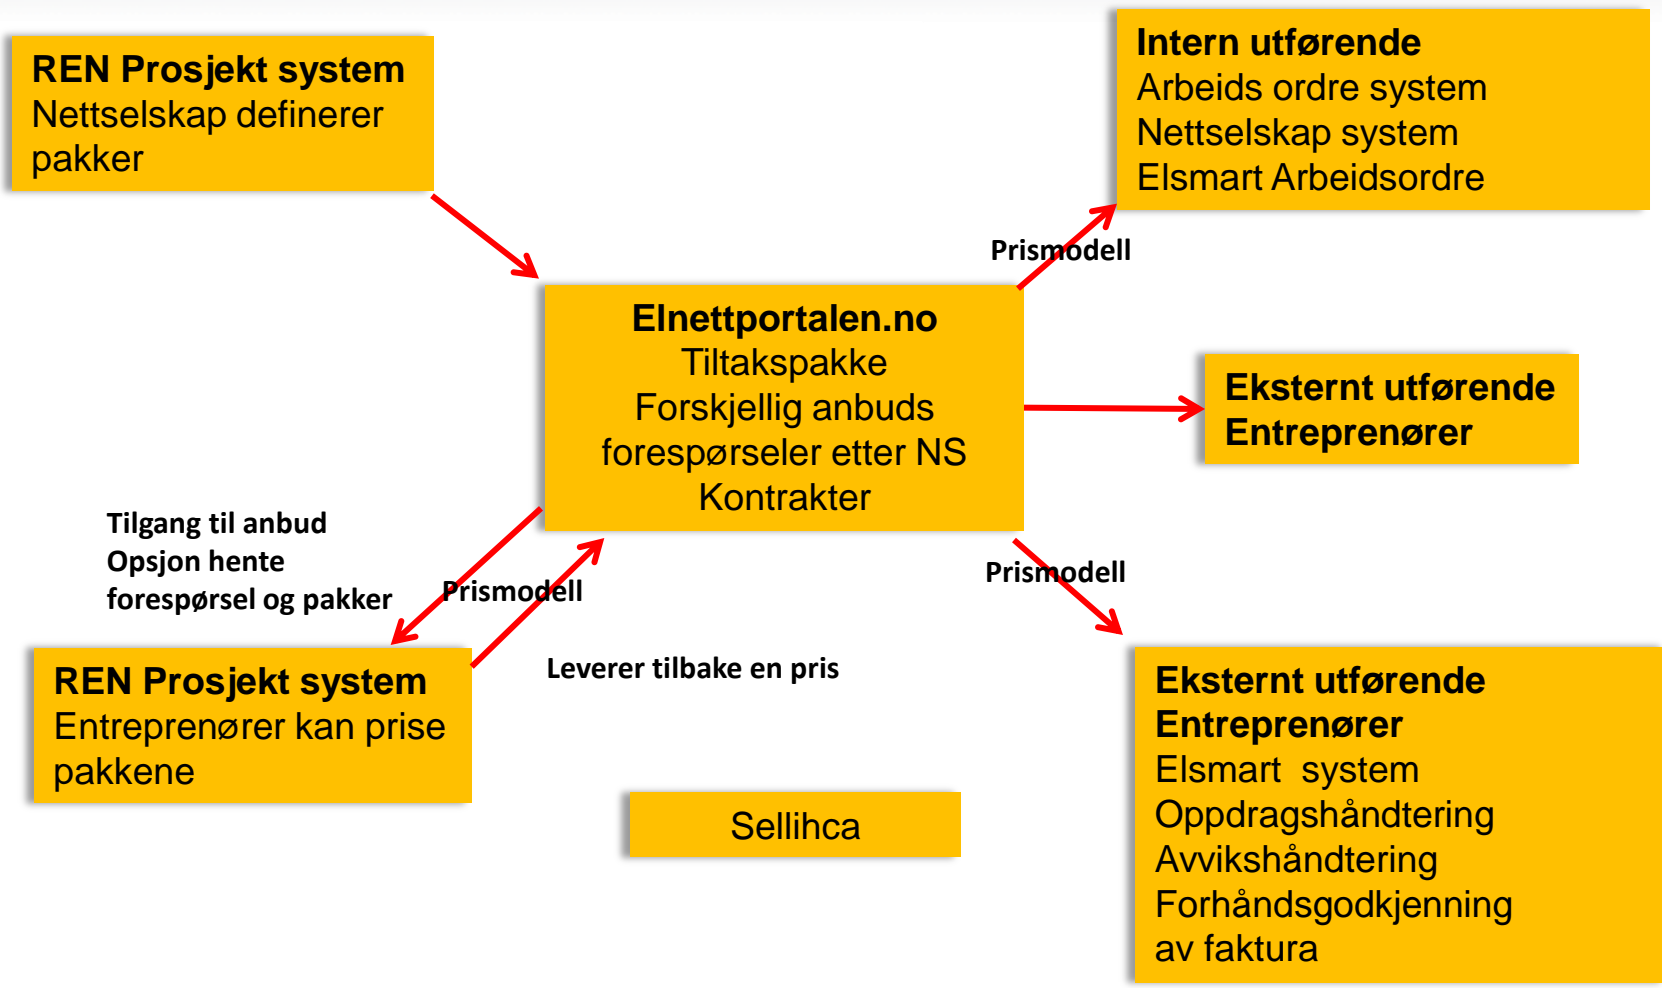 REN Prosjekt system
Nettselskap definerer
pakker
Intern utførende
Arbeids ordre system
Nettselskap system
Elsmart Arbeidsordre
Prismodell
Elnettportalen.no
Tiltakspakke
Forskjellig anbuds
forespørseler etter NS
Kontrakter
Eksternt utførende
Entreprenører
Tilgang til anbud
Opsjon hente
forespørsel og pakker
Prismodell
Prismodell
Leverer tilbake en pris
REN Prosjekt system
Entreprenører kan prise
pakkene
Sellihca
Eksternt utførende
Entreprenører
Elsmart  system
Oppdragshåndtering
Avvikshåndtering
Forhåndsgodkjenning
av faktura